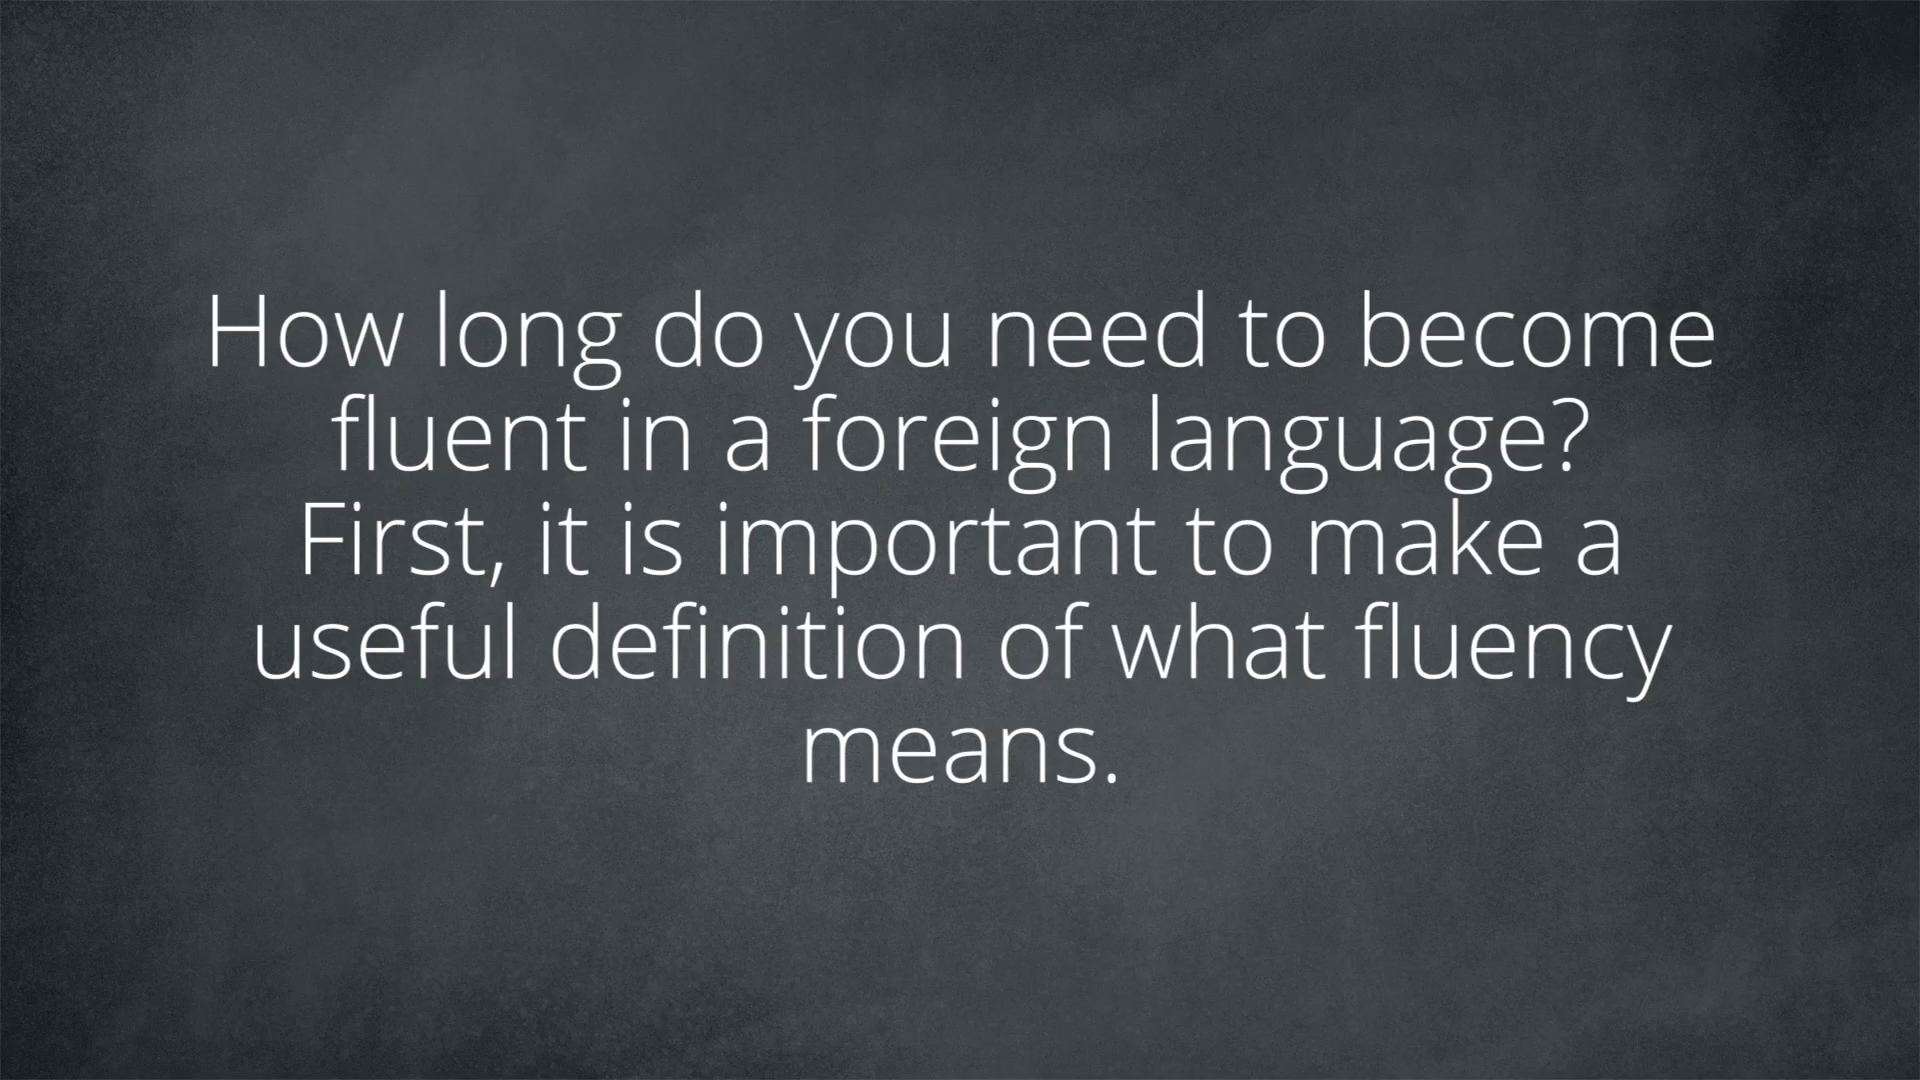 How long do you need to become
fluent in a foreign language?
First, it is important to make a
useful definition of what fluency
means.